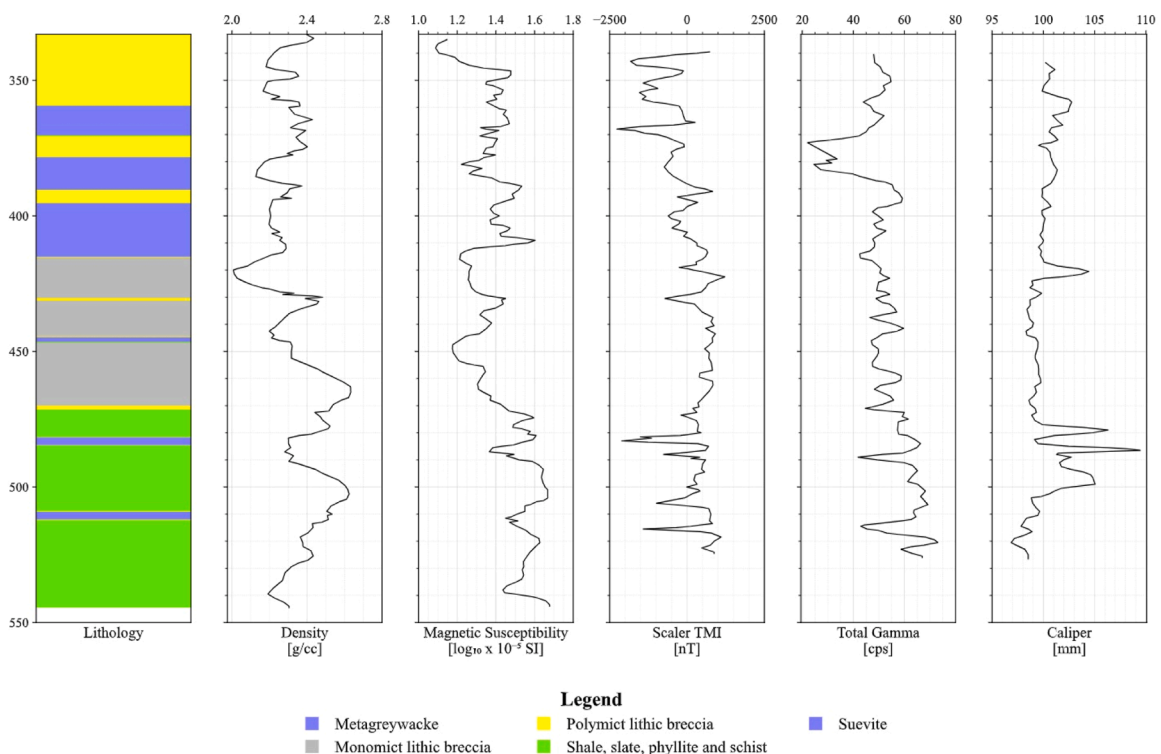 2.0 2.4 2.8 1.0 1.2 1.4 1.6 1.8 −2500 0 2500 20 40 60 80 95 100 105 110
350
400
450
500
550
Lithology Density Magnetic Susceptibility Scaler TMI Total Gamma Caliper
[g/cc] [log₁₀ x 10⁻⁵ SI] [nT] [cps] [mm]
Legend
Metagreywacke Polymict lithic breccia Suevite
Monomict lithic breccia Shale, slate, phyllite and schist